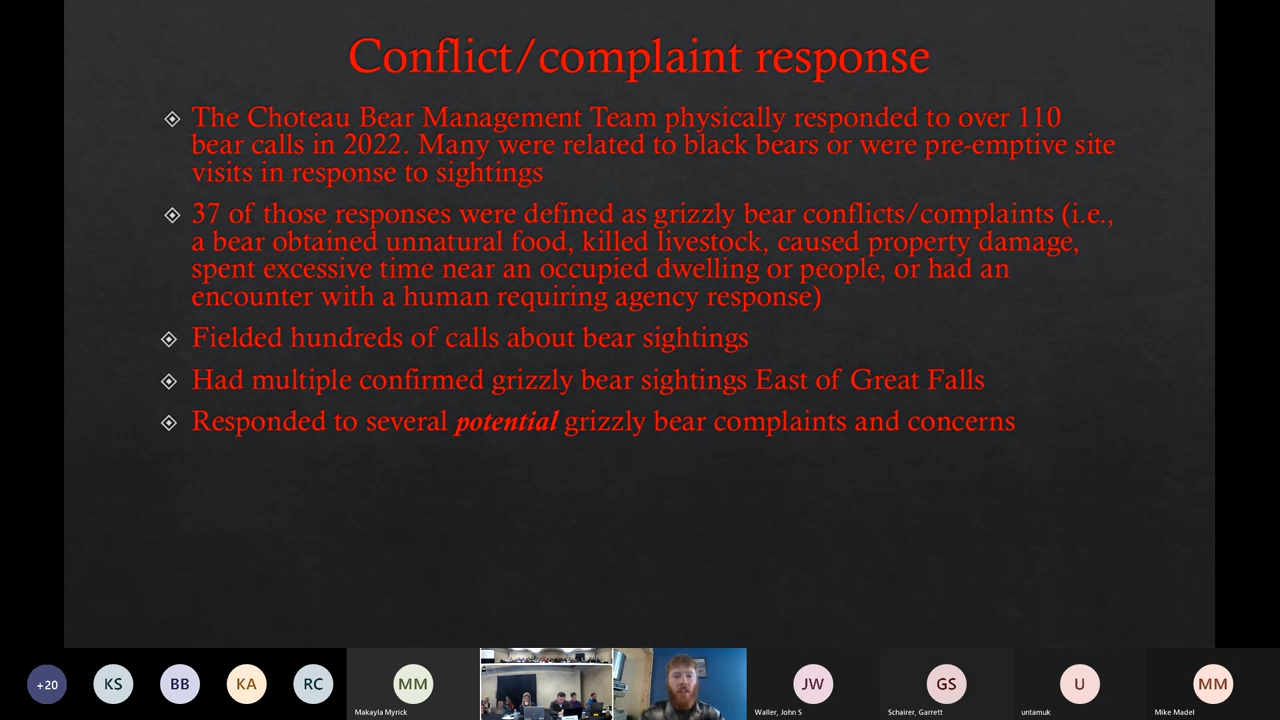 Conflict/complaint response
The Choteau Bear Management Team physically responded to over 110
bear calls in 2022. Many were related to black bears or were pre-emptive site
visits in response to sightings
37 of those responses were defined as grizzly bear conflicts/complaints (i.e.,
a bear obtained unnatural food, killed livestock, caused property damage,
spent excessive time near an occupied dwelling or people, or had an
encounter with a human requiring agency response)
Fielded hundreds of calls about bear sightings
Had multiple confirmed grizzly bear sightings East of Great Falls
Responded to several potential grizzly bear complaints and concerns
+20
KS
BB
KA
RC
MM
JW
GS
U
MM
Makayla Myrick
Waller, John S
Schairer, Garrett
untamuk
Mike Madel